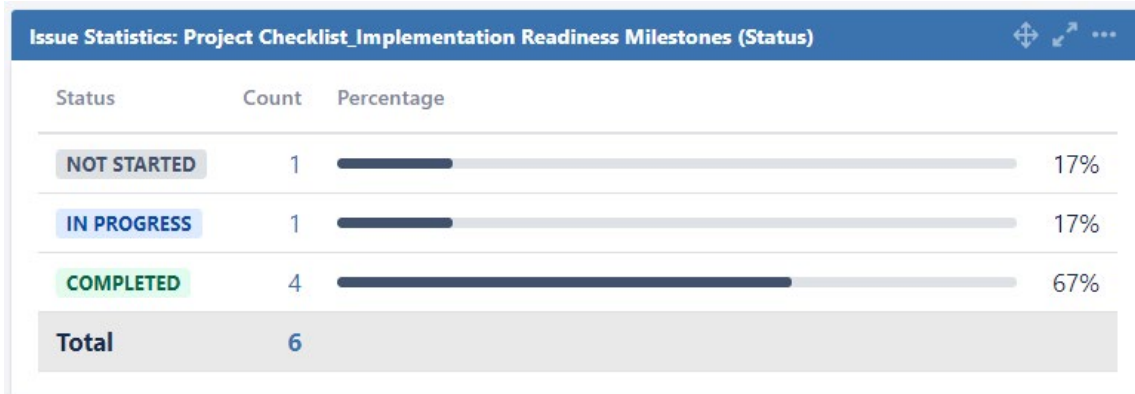 Issue Statistics: Project Checklist_Implementation Readiness Milestones (Status)
Status Count Percentage
NOT STARTED 1 17%
IN PROGRESS 1 17%
COMPLETED 4 67%
Total 6